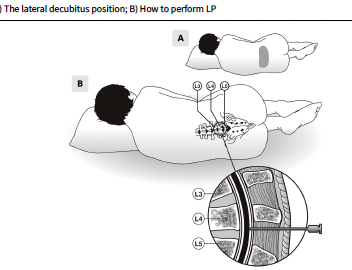 ) The lateral decubitus position; B) How to perform LP
A
B
L3 L4 L5
L3
L4
L5